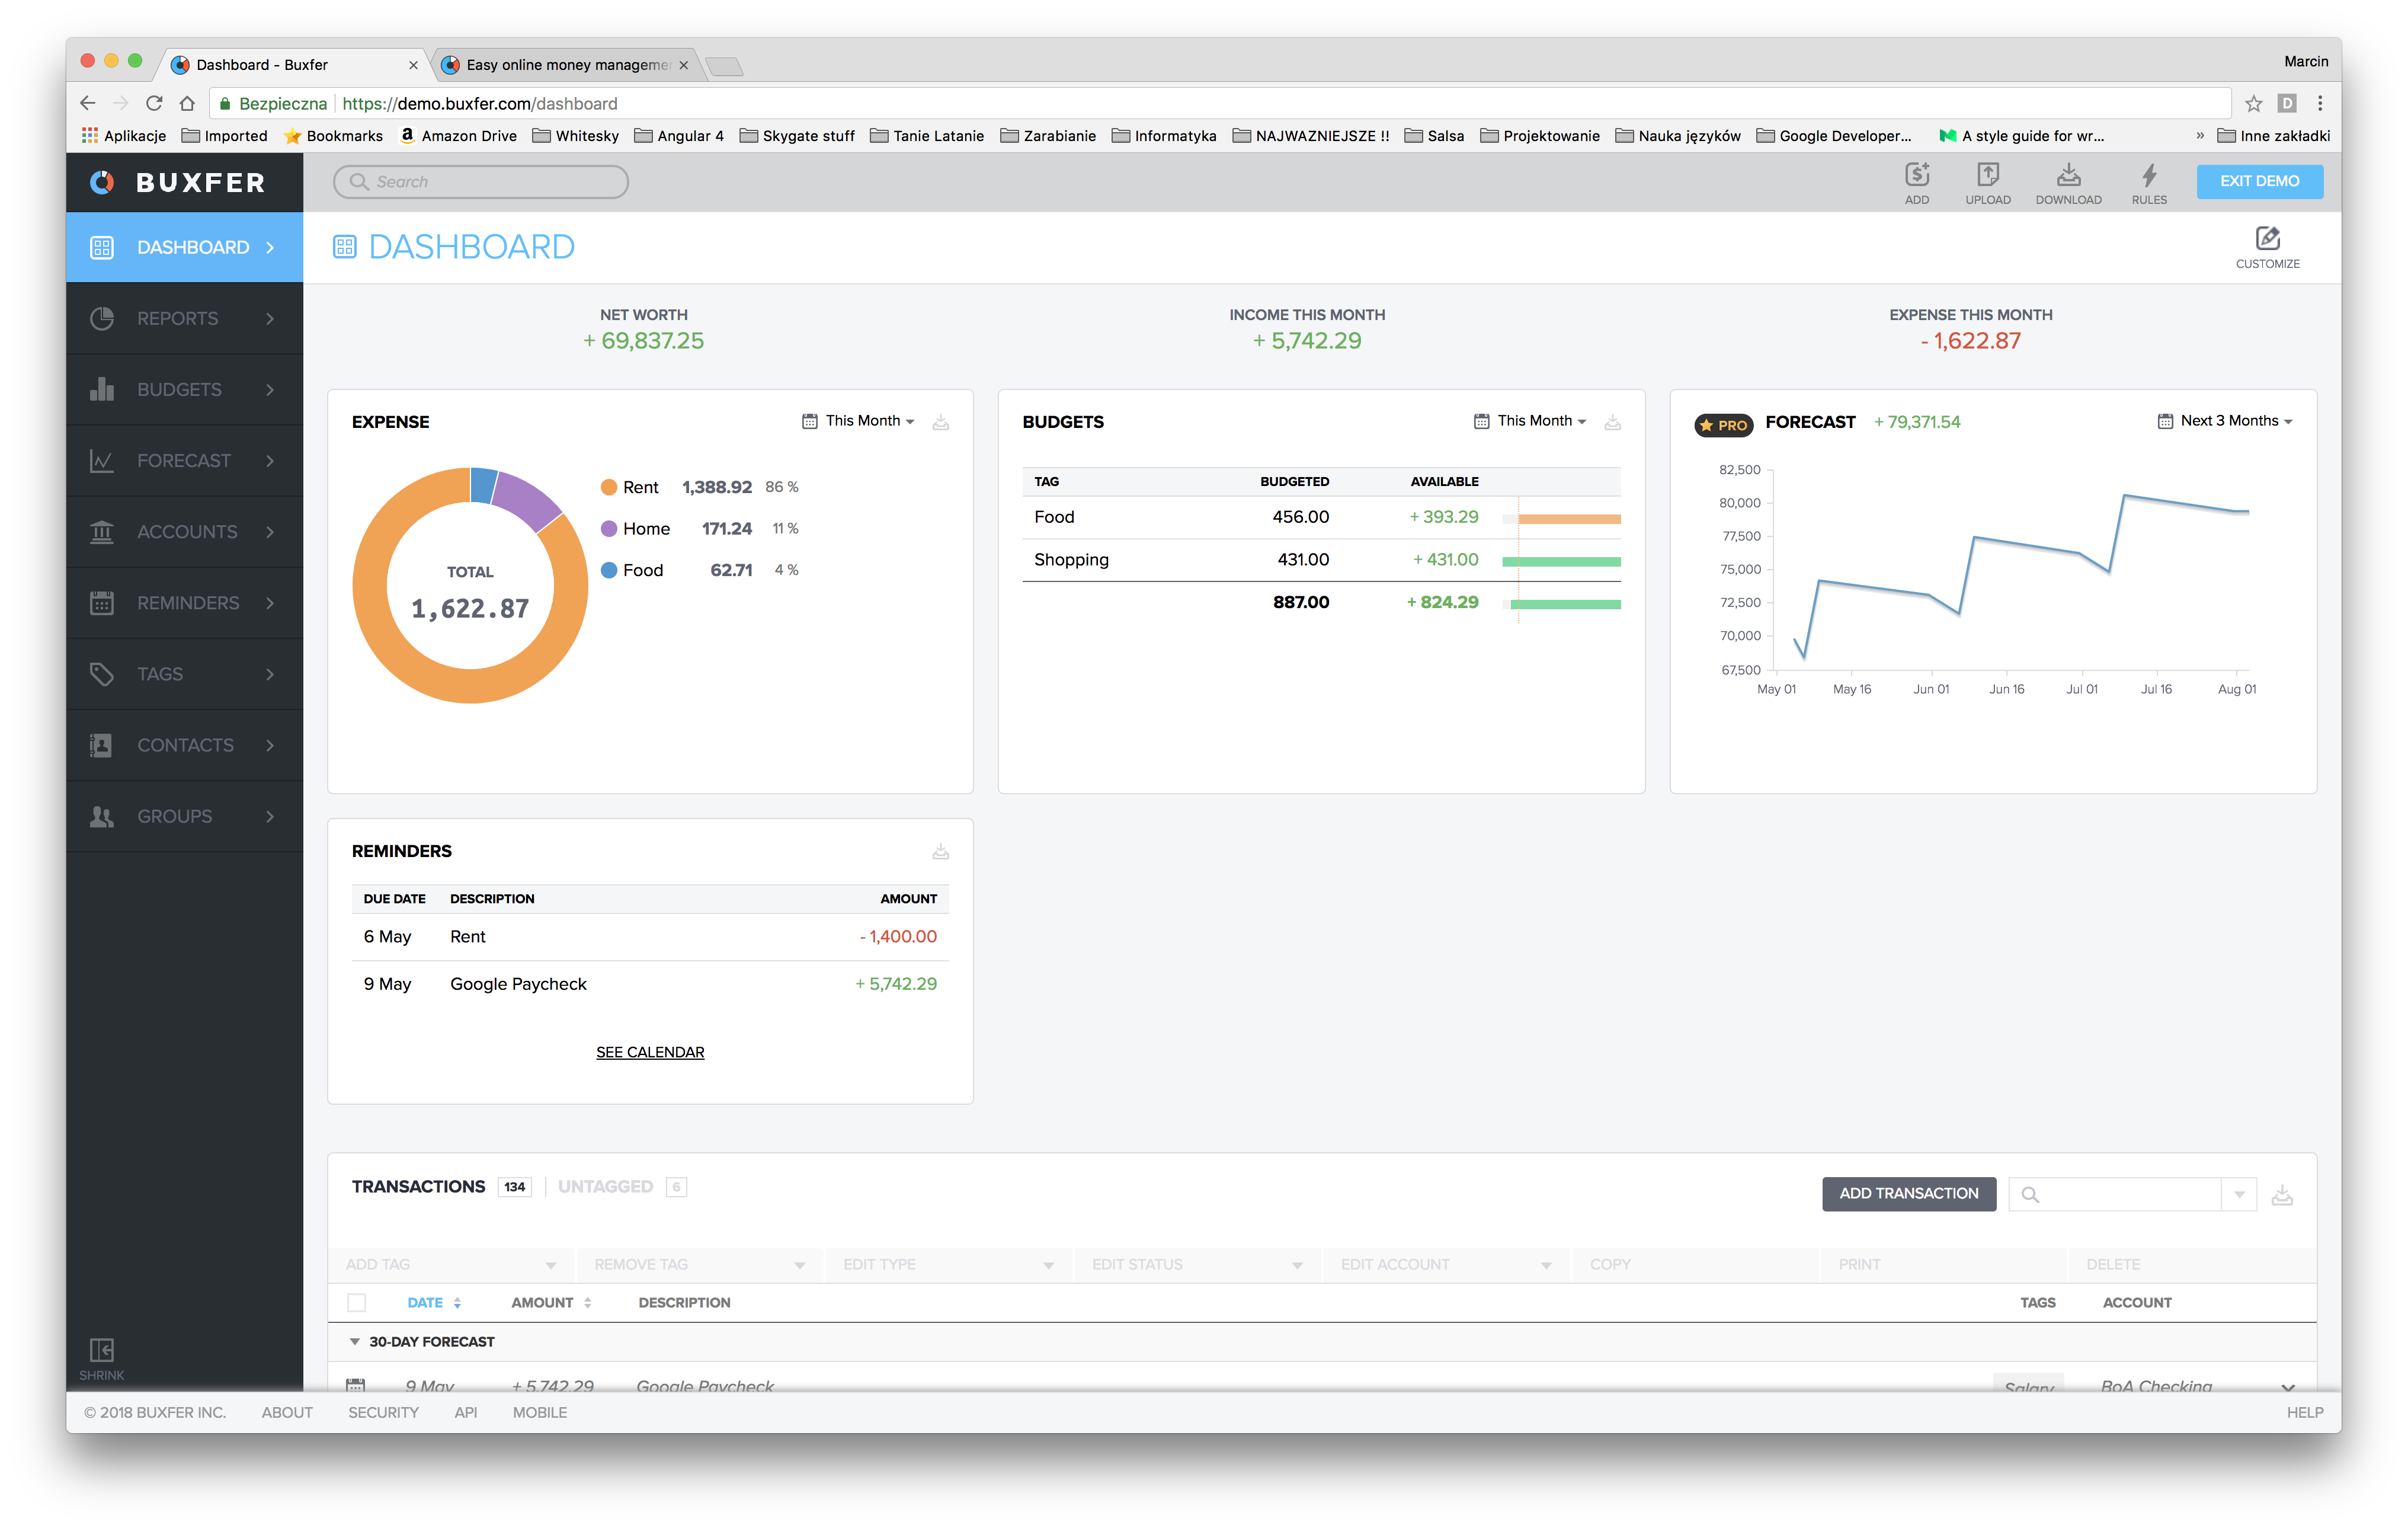 Dashboard - Buxfer
Easy online money manageme
Marcin
Bezpieczna
https://demo.buxfer.com/dashboard
D
Aplikacje Imported Bookmarks Amazon Drive Whitesky Angular 4 Skygate stuff Tanie Latanie Zarabianie Informatyka NAJWAZNIEJSZE !! Salsa Projektowanie Nauka języków Google Developer... A style guide for wr... » Inne zakładki
BUXFER
Search
ADD UPLOAD DOWNLOAD RULES
EXIT DEMO
DASHBOARD
REPORTS
BUDGETS
FORECAST
ACCOUNTS
REMINDERS
TAGS
CONTACTS
GROUPS
SHRINK
DASHBOARD
CUSTOMIZE
NET WORTH
+ 69,837.25
INCOME THIS MONTH
+ 5,742.29
EXPENSE THIS MONTH
- 1,622.87
EXPENSE
This Month
Rent 1,388.92 86 %
Home 171.24 11 %
Food 62.71 4 %
TOTAL
1,622.87
BUDGETS
This Month
TAG BUDGETED AVAILABLE
Food 456.00 + 393.29
Shopping 431.00 + 431.00
887.00 + 824.29
PRO FORECAST + 79,371.54
Next 3 Months
82,500
80,000
77,500
75,000
72,500
70,000
67,500
May 01 May 16 Jun 01 Jun 16 Jul 01 Jul 16 Aug 01
REMINDERS
DUE DATE DESCRIPTION AMOUNT
6 May Rent - 1,400.00
9 May Google Paycheck + 5,742.29
SEE CALENDAR
TRANSACTIONS 134 UNTAGGED 6
ADD TRANSACTION
ADD TAG REMOVE TAG EDIT TYPE EDIT STATUS EDIT ACCOUNT COPY PRINT DELETE
DATE AMOUNT DESCRIPTION TAGS ACCOUNT
30-DAY FORECAST
9 May + 5,742.29 Google Paycheck Salary BoA Checking
© 2018 BUXFER INC. ABOUT SECURITY API MOBILE HELP